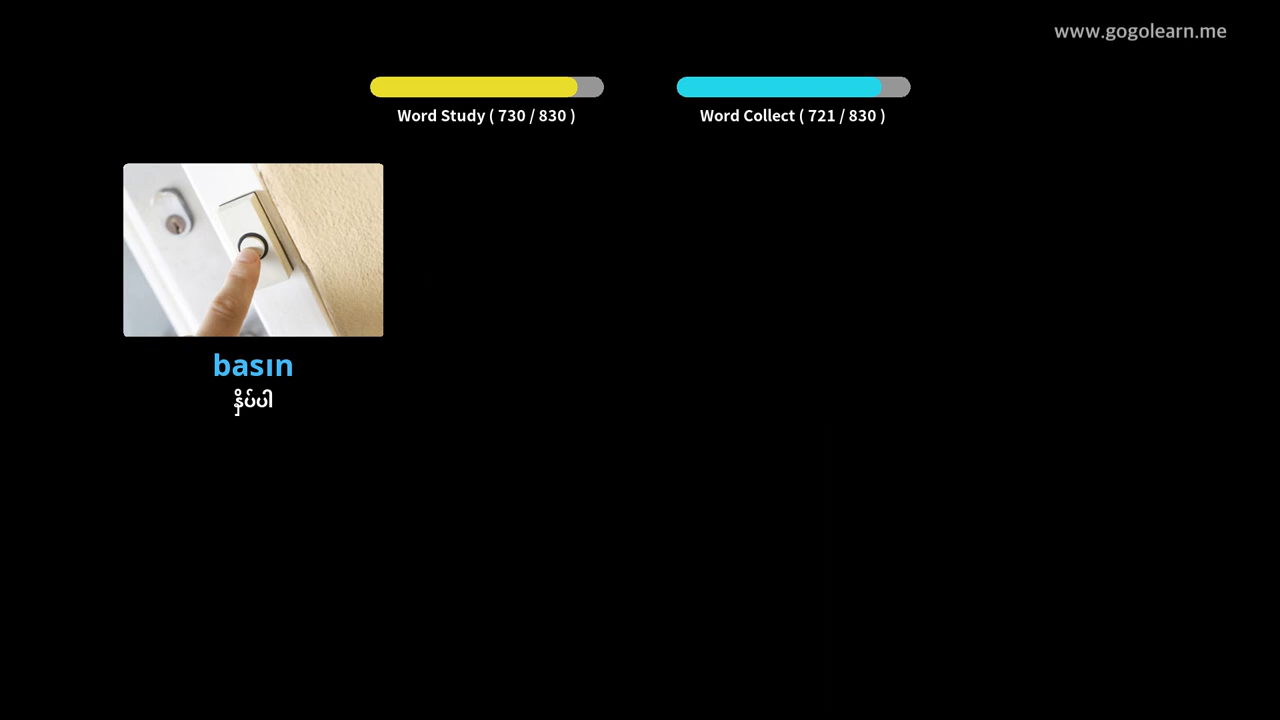 www.gogolearn.me
Word Study ( 730 / 830 )
Word Collect ( 721 / 830 )
basın
နှိပ်ပါ